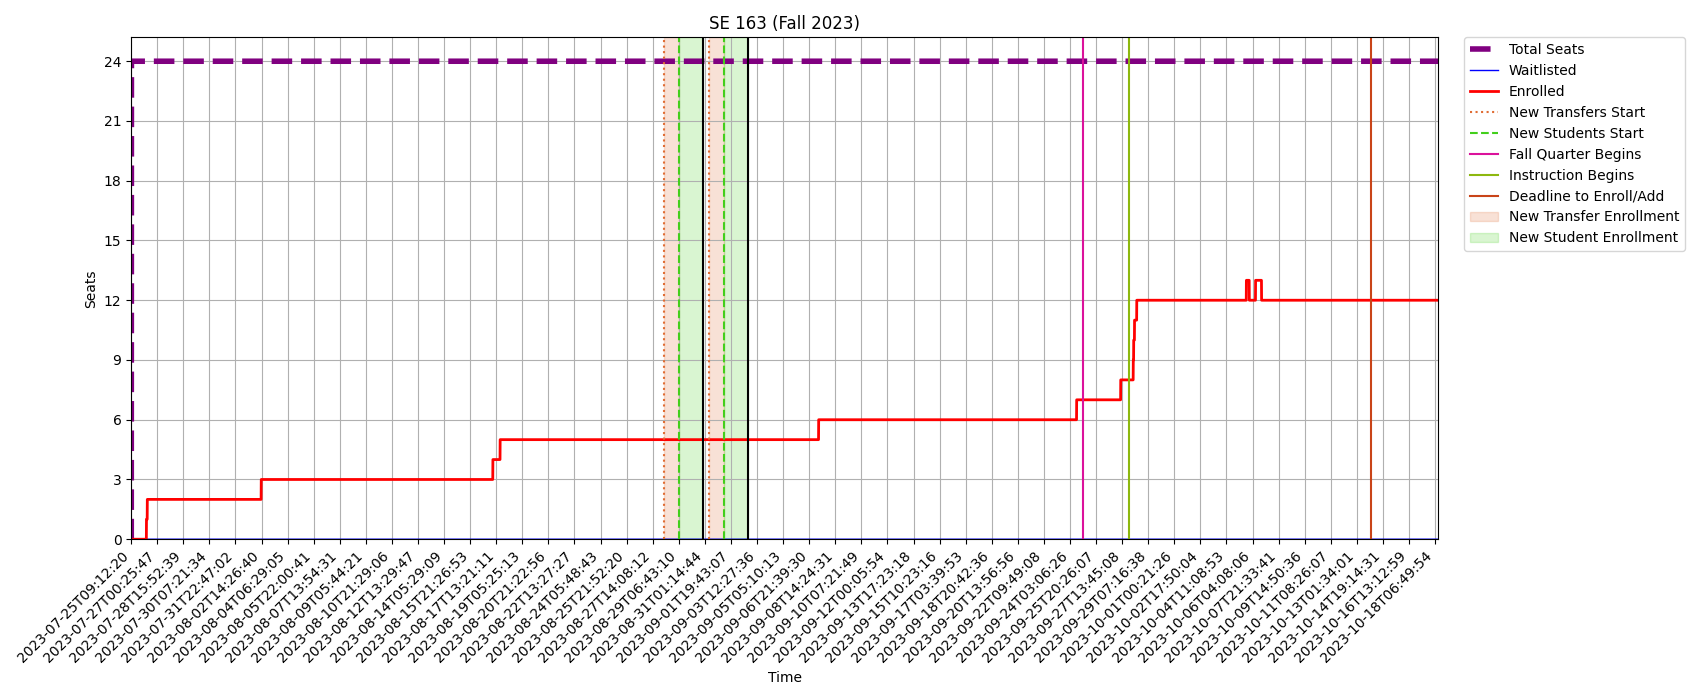 SE 163 (Fall 2023)
Total Seats
Waitlisted
Enrolled
New Transfers Start
New Students Start
Fall Quarter Begins
Instruction Begins
Deadline to Enroll/Add
New Transfer Enrollment
New Student Enrollment
Seats
24
21
18
15
12
9
6
3
0
2023-07-25T09:12:20
2023-07-27T00:25:47
2023-07-28T15:52:39
2023-07-30T07:21:34
2023-07-31T22:47:02
2023-08-02T14:26:40
2023-08-04T06:29:05
2023-08-05T22:00:41
2023-08-07T13:54:31
2023-08-09T05:44:21
2023-08-10T21:29:06
2023-08-12T13:29:47
2023-08-14T05:29:09
2023-08-15T21:26:53
2023-08-17T13:21:11
2023-08-19T05:25:13
2023-08-20T21:22:56
2023-08-22T13:27:27
2023-08-24T05:48:43
2023-08-25T21:52:20
2023-08-27T14:08:12
2023-08-29T06:43:10
2023-08-31T01:14:44
2023-09-01T19:43:07
2023-09-03T12:27:36
2023-09-05T05:10:13
2023-09-06T21:39:30
2023-09-08T14:24:31
2023-09-10T07:21:49
2023-09-12T00:05:54
2023-09-13T17:23:18
2023-09-15T10:23:16
2023-09-17T03:39:53
2023-09-18T20:42:36
2023-09-20T13:56:56
2023-09-22T09:49:08
2023-09-24T03:06:26
2023-09-25T20:26:07
2023-09-27T13:45:08
2023-09-29T07:16:38
2023-10-01T00:21:26
2023-10-02T17:50:04
2023-10-04T11:08:53
2023-10-06T04:08:06
2023-10-07T21:33:41
2023-10-09T14:50:36
2023-10-11T08:26:07
2023-10-13T01:34:01
2023-10-14T19:14:31
2023-10-16T13:12:59
2023-10-18T06:49:54
Time